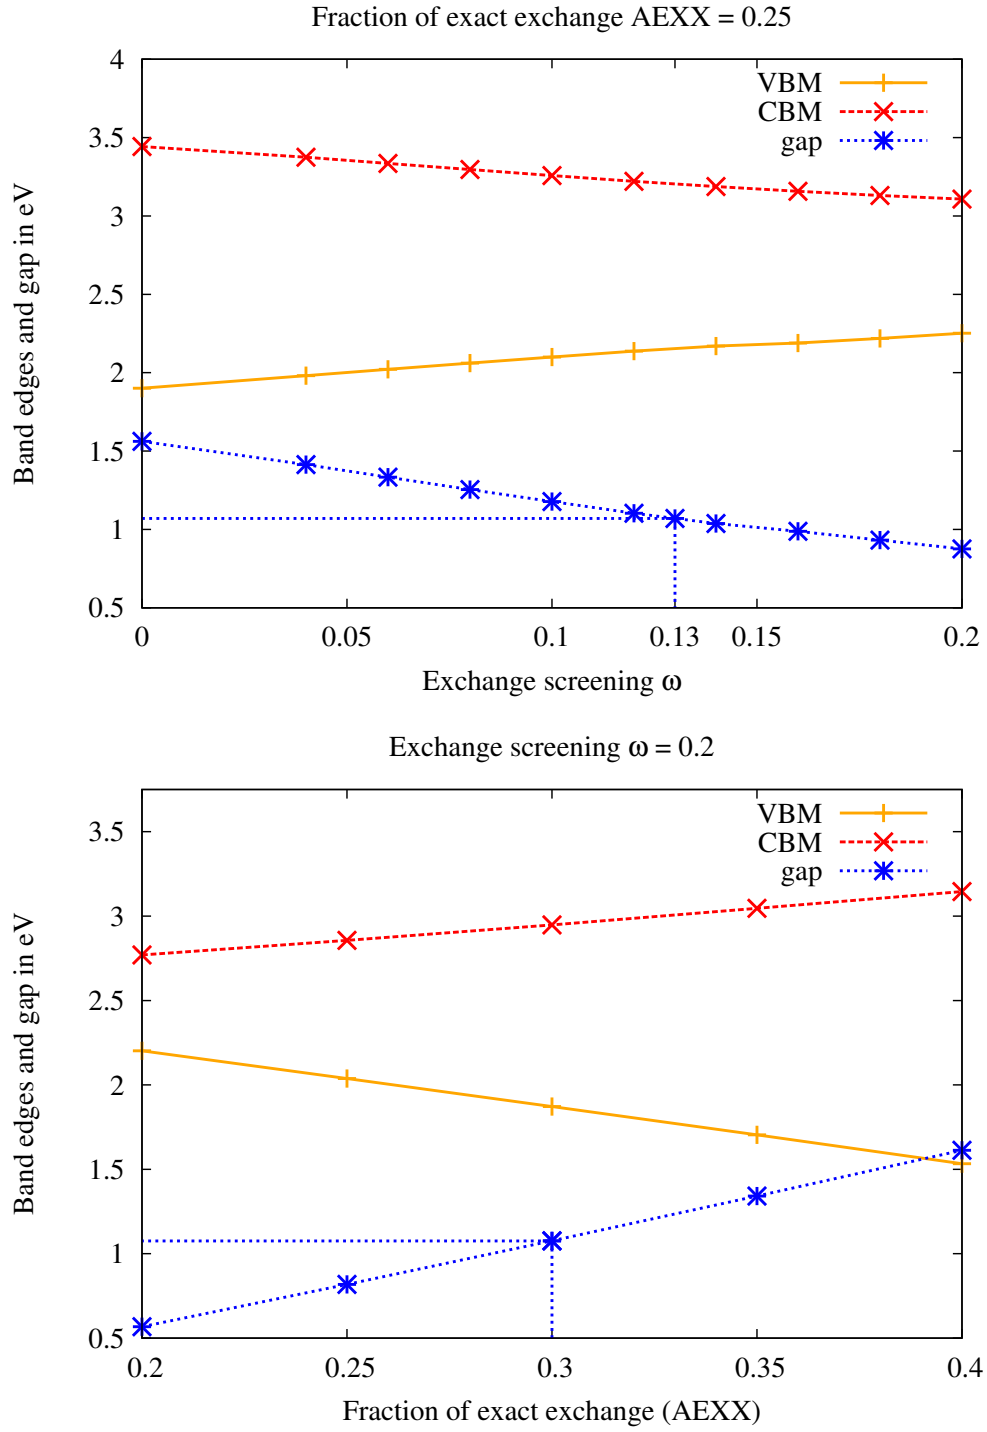 Fraction of exact exchange AEXX = 0.25
Band edges and gap in eV
4
3.5
3
2.5
2
1.5
1
0.5
VBM
CBM
gap
0 0.05 0.1 0.13 0.15 0.2
Exchange screening ω
Exchange screening ω = 0.2
Band edges and gap in eV
3.5
3
2.5
2
1.5
1
0.5
VBM
CBM
gap
0.2 0.25 0.3 0.35 0.4
Fraction of exact exchange (AEXX)